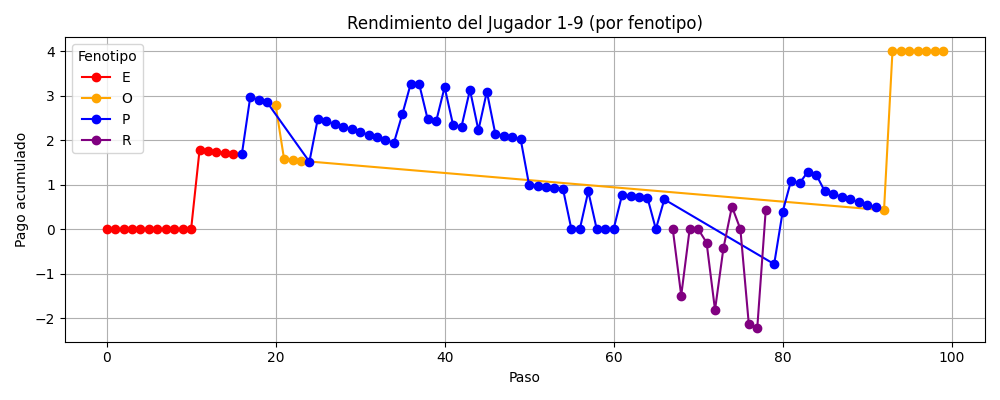 Rendimiento del Jugador 1-9 (por fenotipo)
Pago acumulado
4
3
2
1
0
−1
−2
Fenotipo
E
O
P
R
0
20
40
60
80
100
Paso